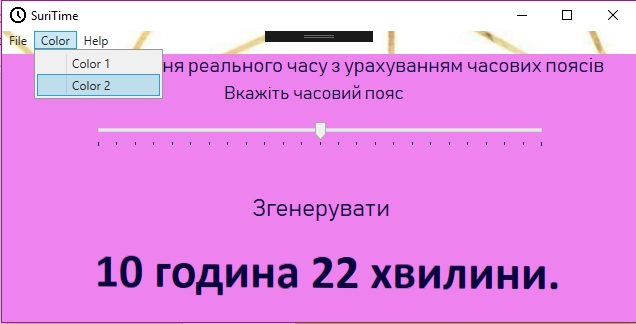 SuriTime
File Color Help
Color 1
Color 2
реального часу з урахуванням часових поясів
Вкажіть часовий пояс
Згенерувати
10 година 22 хвилини.